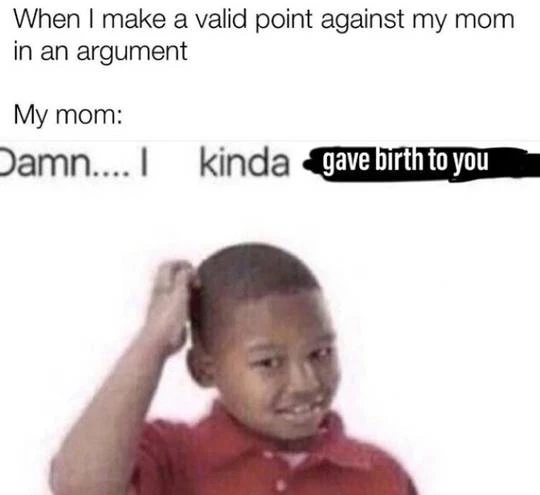 When I make a valid point against my mom
in an argument
My mom:
Damn.... I kinda gave birth to you